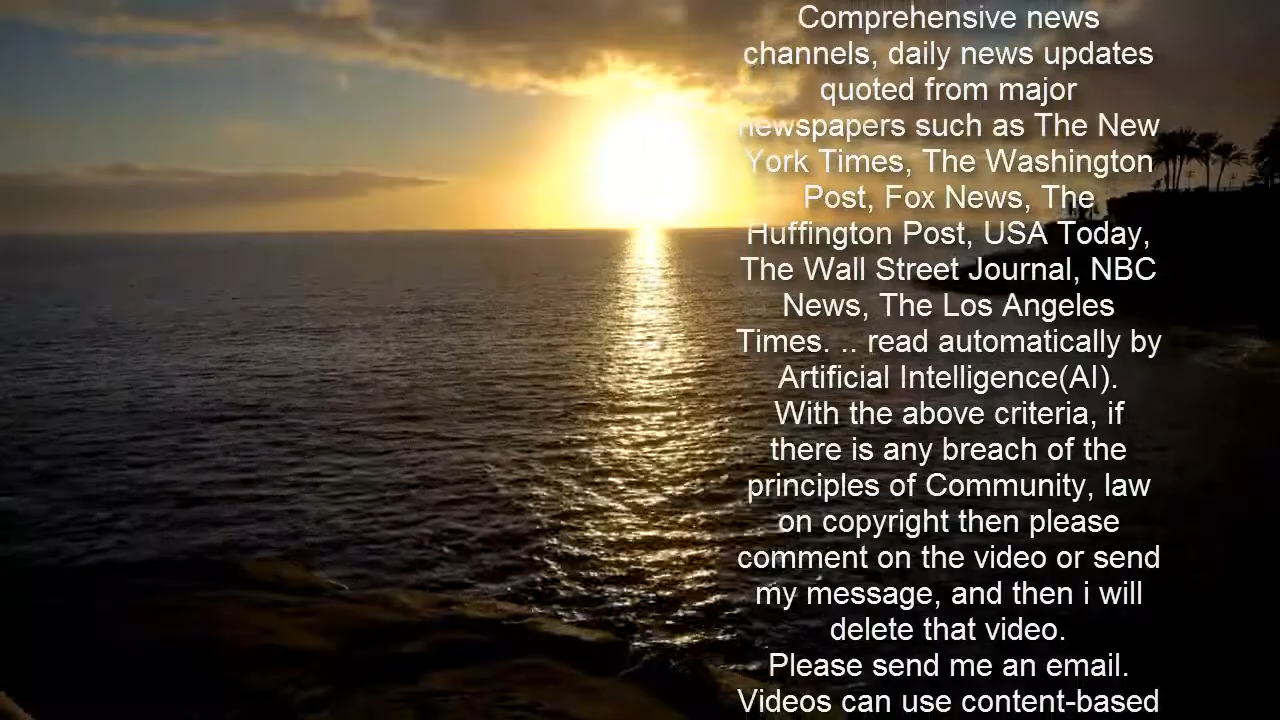 Comprehensive news
channels, daily news updates
quoted from major
newspapers such as The New
York Times, The Washington
Post, Fox News, The
Huffington Post, USA Today,
The Wall Street Journal, NBC
News, The Los Angeles
Times. .. read automatically by
Artificial Intelligence(AI).
With the above criteria, if
there is any breach of the
principles of Community, law
on copyright then please
comment on the video or send
my message, and then i will
delete that video.
Please send me an email.
Videos can use content-based